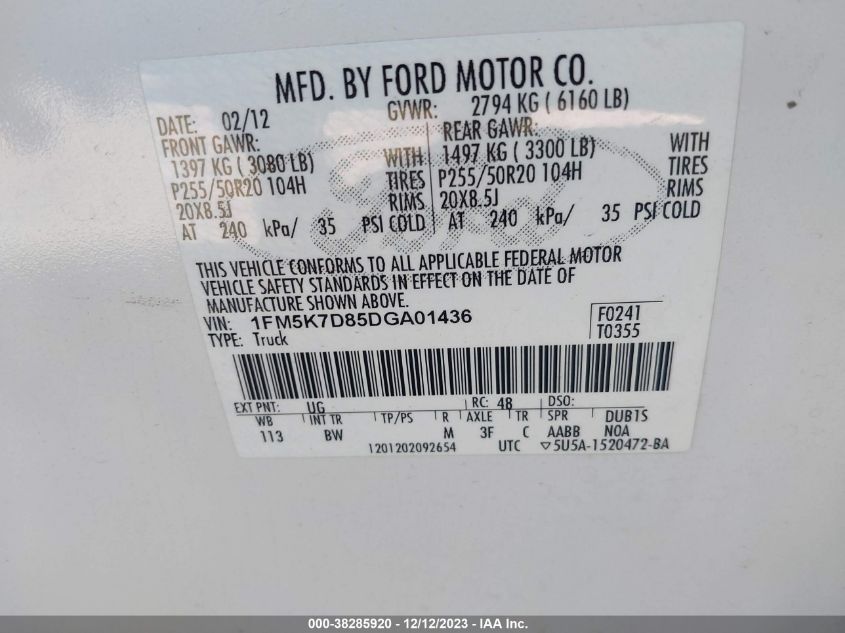 MFD. BY FORD MOTOR CO.
DATE: 02/12 GVWR: 2794 KG ( 6160 LB)
FRONT GAWR: REAR GAWR:
1397 KG ( 3080 LB) WITH 1497 KG ( 3300 LB) WITH
P255/50R20 104H TIRES P255/50R20 104H TIRES
20X8.5J RIMS 20X8.5J RIMS
AT 240 kPa/ 35 PSI COLD AT 240 kPa/ 35 PSI COLD
THIS VEHICLE CONFORMS TO ALL APPLICABLE FEDERAL MOTOR
VEHICLE SAFETY STANDARDS IN EFFECT ON THE DATE OF
MANUFACTURE SHOWN ABOVE.
VIN: 1FM5K7D85DGA01436 F0241
TYPE: Truck T0355
EXT PNT: UG RC: 48 DSO:
WB INT TR TP/PS R AXLE TR SPR DUB1S
113 BW M 3F C AABB N0A
1201202092654 UTC ▽5U5A-1520472-BA
000-38285920 - 12/12/2023 - IAA Inc.